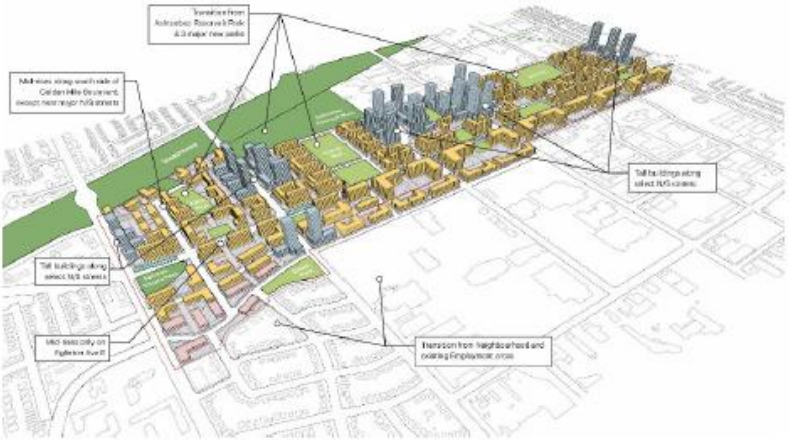 Transition from
Ashtonbee Reservoir Park
& 3 major new parks
Mid-rises along south side of
Golden Mile Boulevard,
except near major N/S streets
Tall buildings along
select N/S streets
Tall buildings along
select N/S streets
Mid-rises only on
Eglinton Ave E
Transition from Neighbourhood and
existing Employment areas